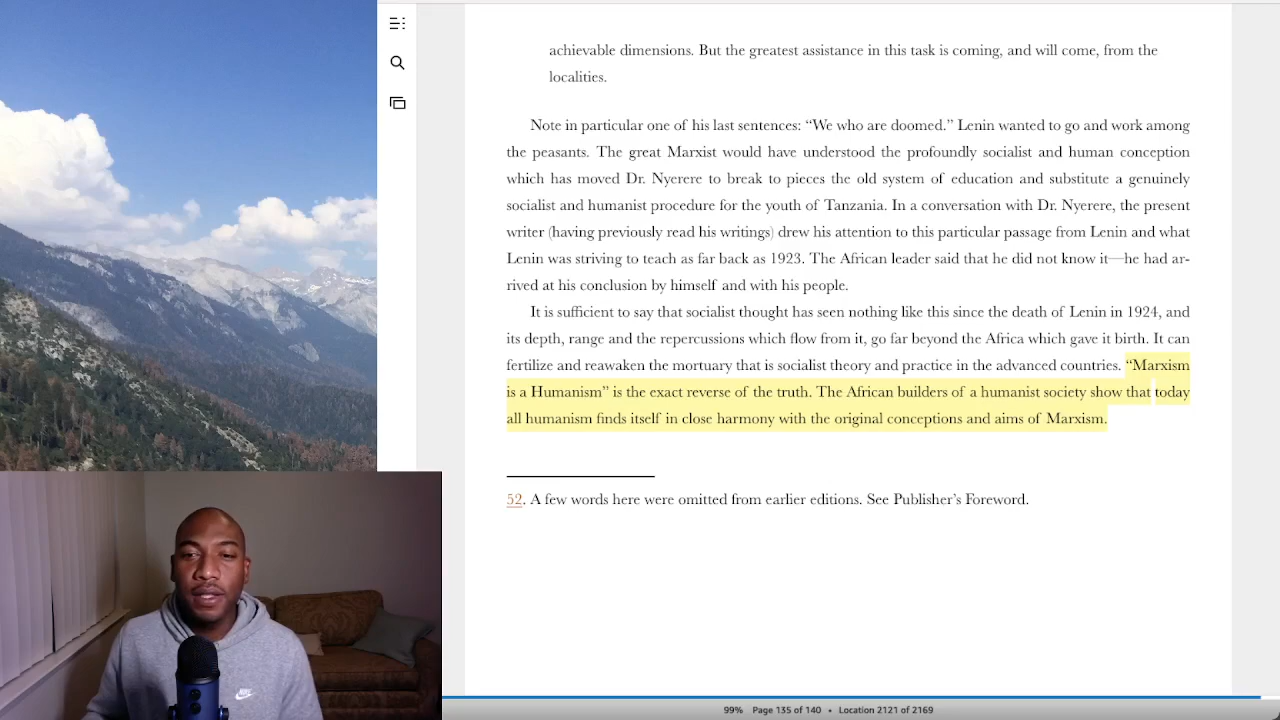 achievable dimensions. But the greatest assistance in this task is coming, and will come, from the
localities.
Note in particular one of his last sentences: “We who are doomed.” Lenin wanted to go and work among
the peasants. The great Marxist would have understood the profoundly socialist and human conception
which has moved Dr. Nyerere to break to pieces the old system of education and substitute a genuinely
socialist and humanist procedure for the youth of Tanzania. In a conversation with Dr. Nyerere, the present
writer (having previously read his writings) drew his attention to this particular passage from Lenin and what
Lenin was striving to teach as far back as 1923. The African leader said that he did not know it—he had ar-
rived at his conclusion by himself and with his people.
It is sufficient to say that socialist thought has seen nothing like this since the death of Lenin in 1924, and
its depth, range and the repercussions which flow from it, go far beyond the Africa which gave it birth. It can
fertilize and reawaken the mortuary that is socialist theory and practice in the advanced countries. “Marxism
is a Humanism” is the exact reverse of the truth. The African builders of a humanist society show that today
all humanism finds itself in close harmony with the original conceptions and aims of Marxism.
52. A few words here were omitted from earlier editions. See Publisher’s Foreword.
99% Page 135 of 140 • Location 2121 of 2169